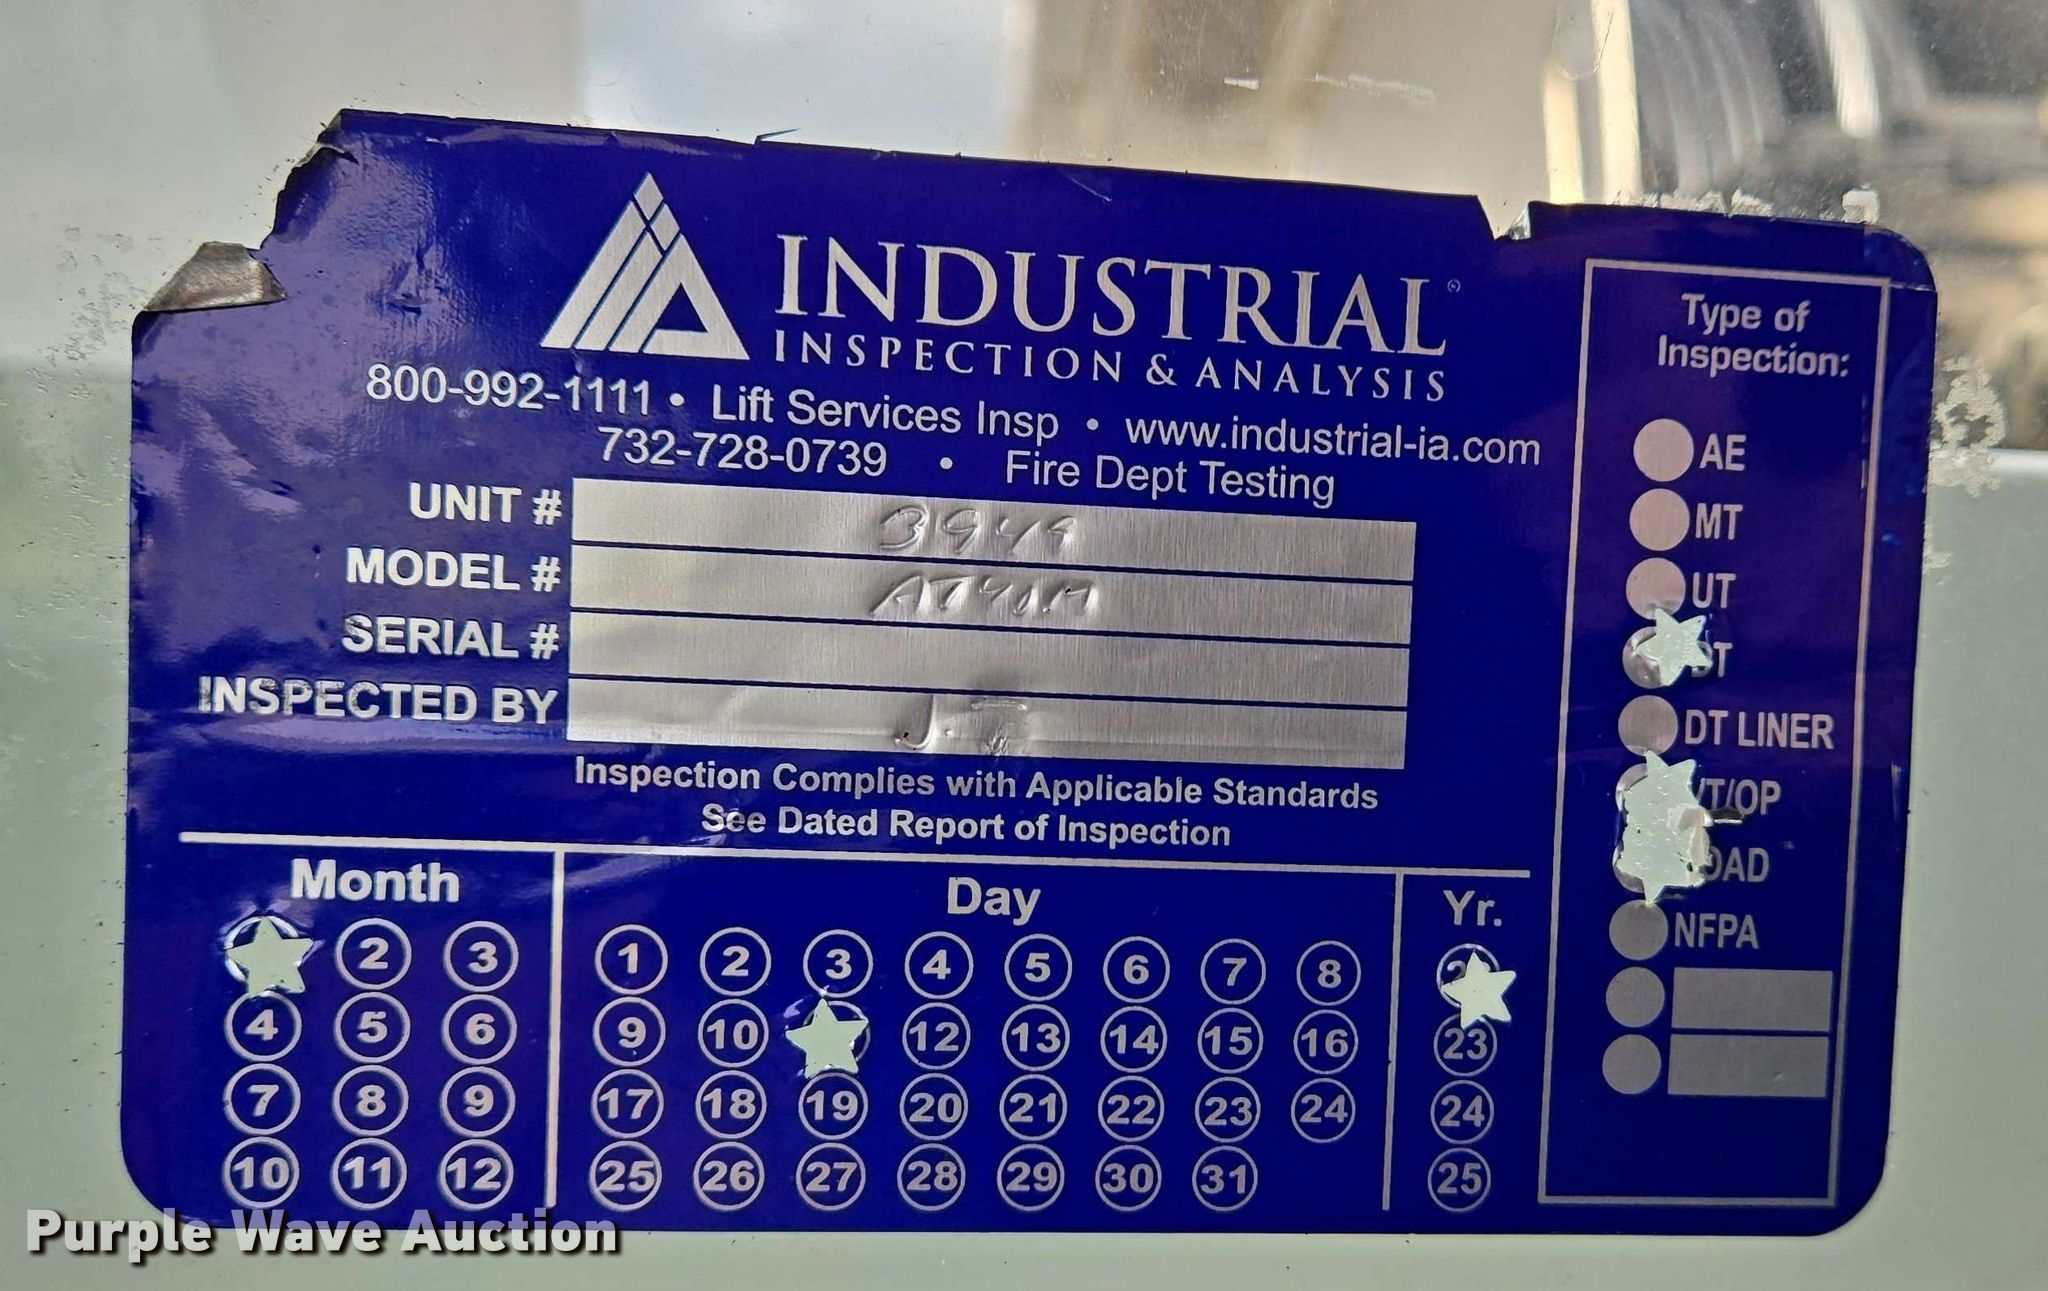 INDUSTRIAL
INSPECTION & ANALYSIS
800-992-1111 • Lift Services Insp • www.industrial-ia.com
732-728-0739 • Fire Dept Testing
UNIT #
MODEL #
SERIAL #
INSPECTED BY J.
Inspection Complies with Applicable Standards
See Dated Report of Inspection
Month
2 3
4 5 6
7 8 9
10 11 12
Day
1 2 3 4 5 6 7 8
9 10 12 13 14 15 16
17 18 19 20 21 22 23 24
25 26 27 28 29 30 31
Yr.
23
24
25
Type of
Inspection:
AE
MT
UT
DT LINER
NFPA
Purple Wave Auction